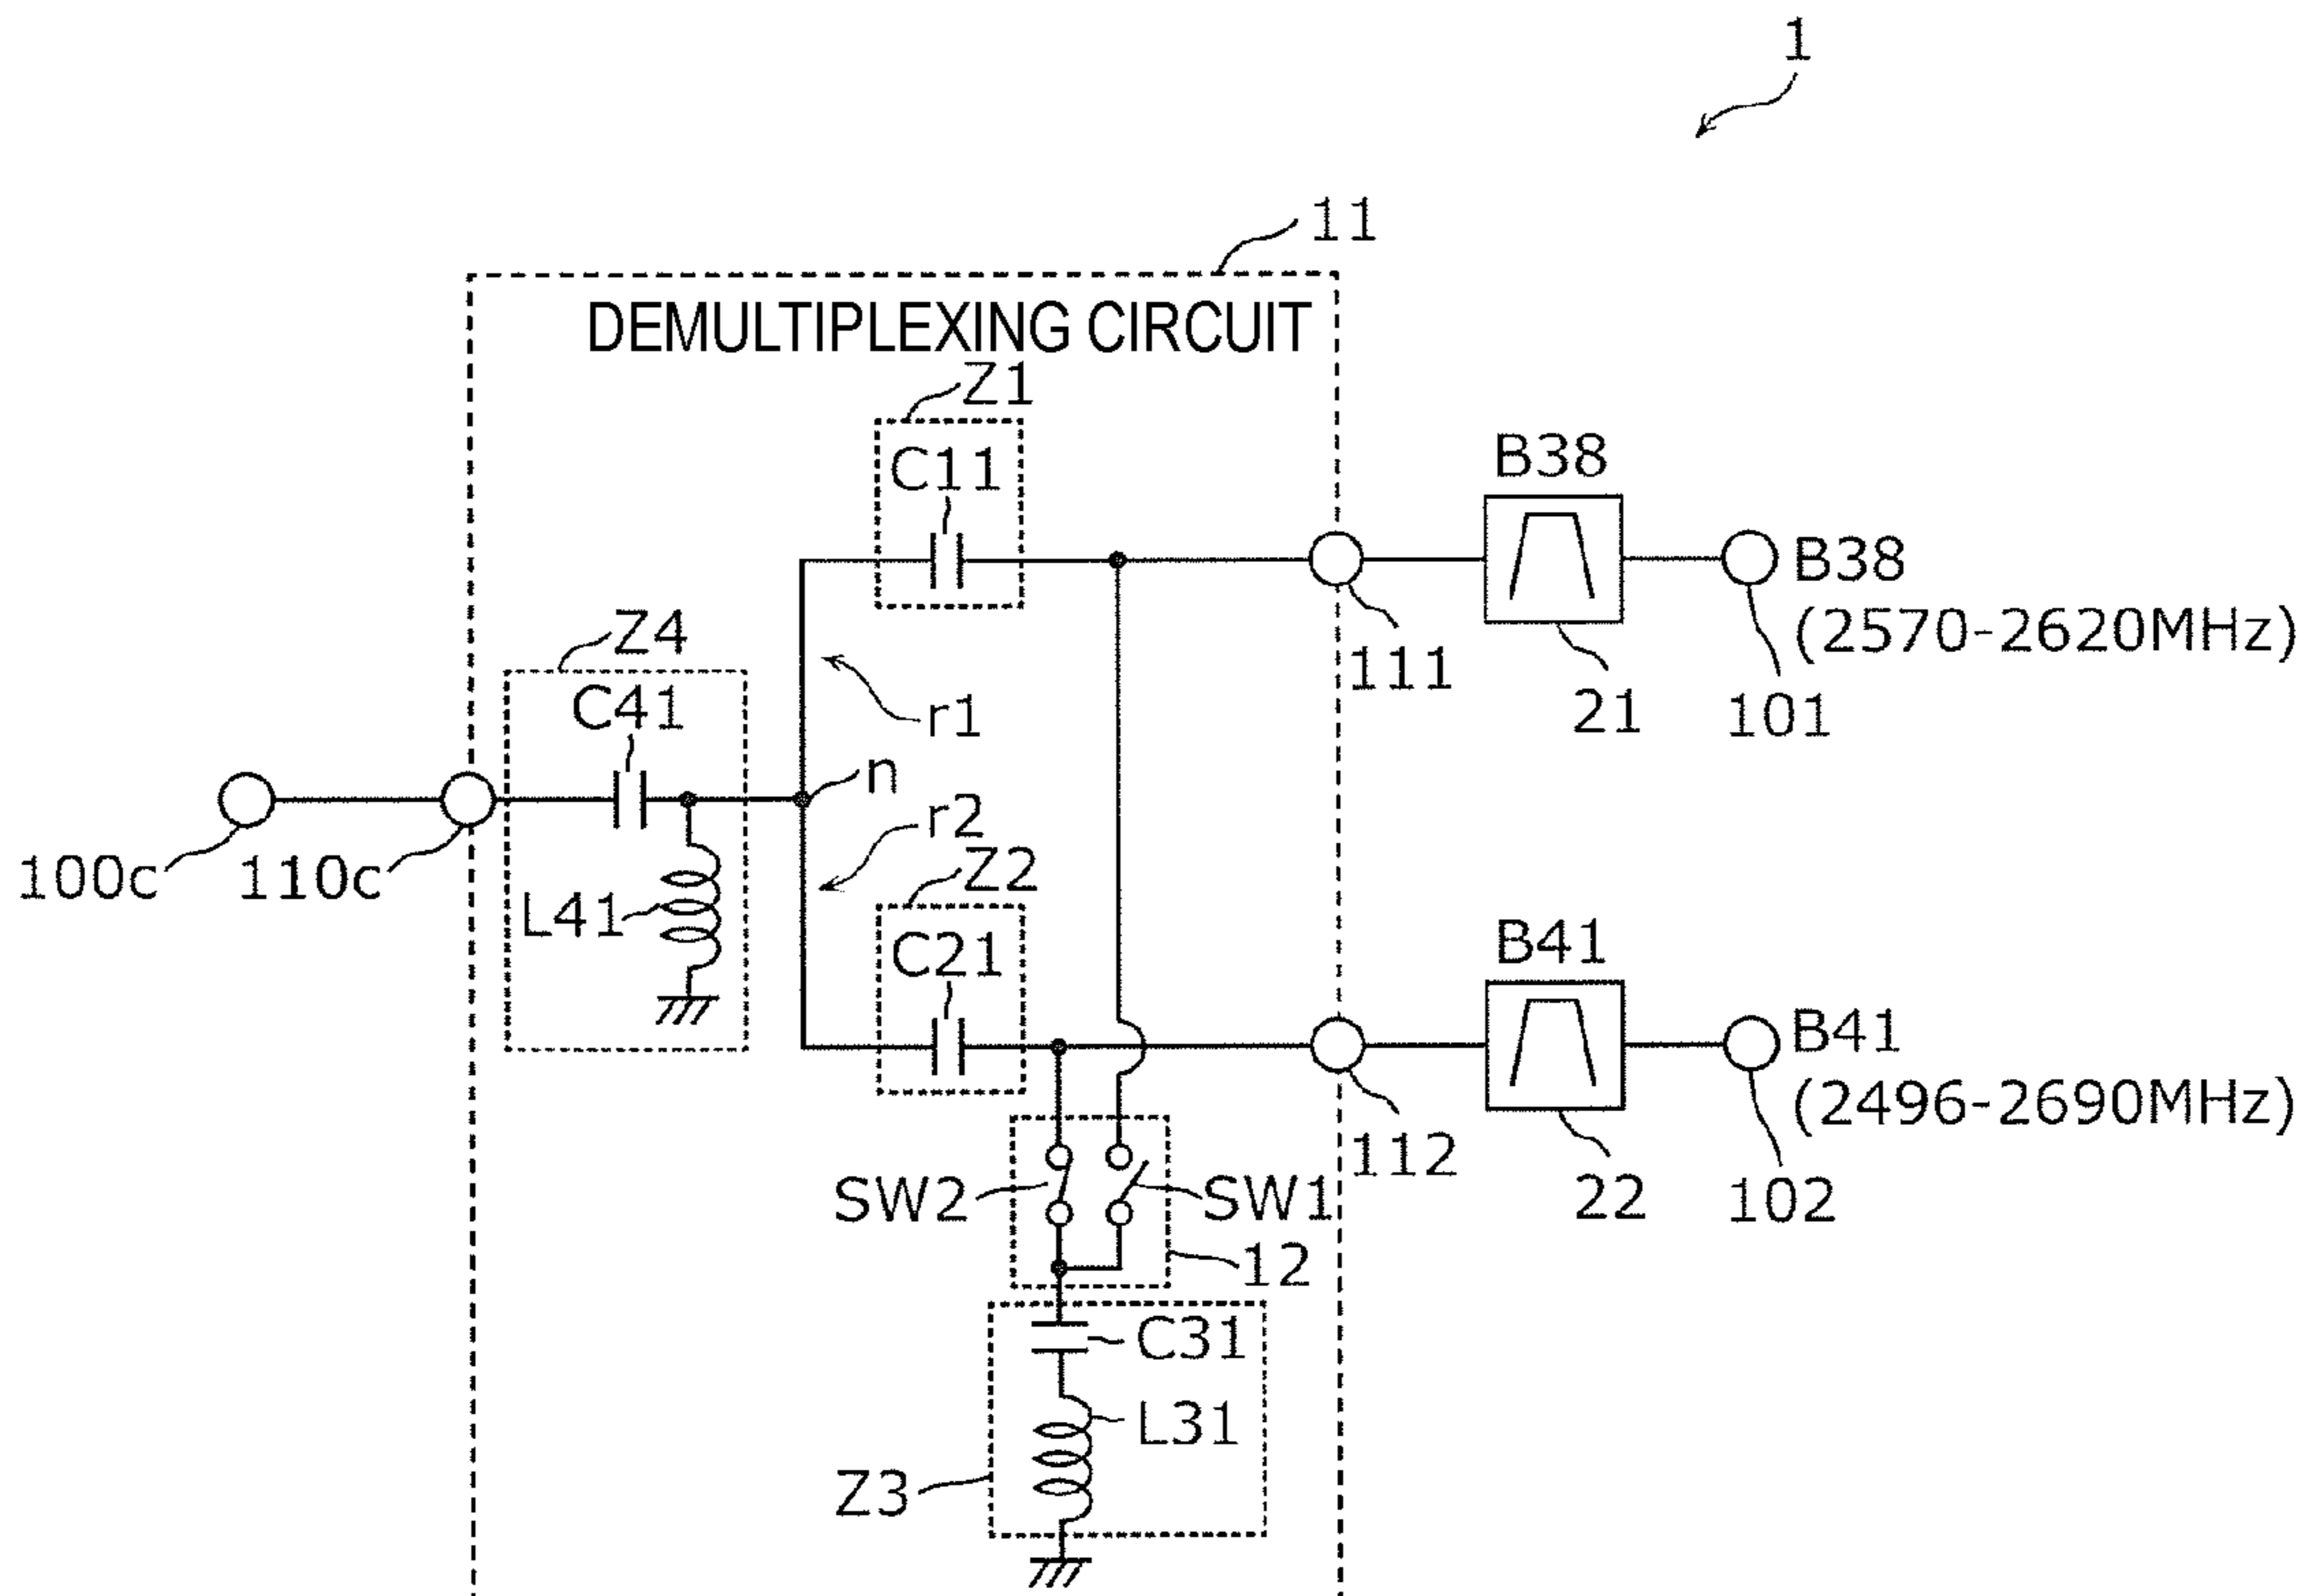 1
11
DEMULTIPLEXING CIRCUIT
Z1
C11
B38
B38
(2570-2620MHz)
Z4
C41
r1
111
21
101
n
r2
100c
110c
L41
Z2
C21
B41
B41
(2496-2690MHz)
SW2
SW1
112
22
102
12
C31
L31
Z3